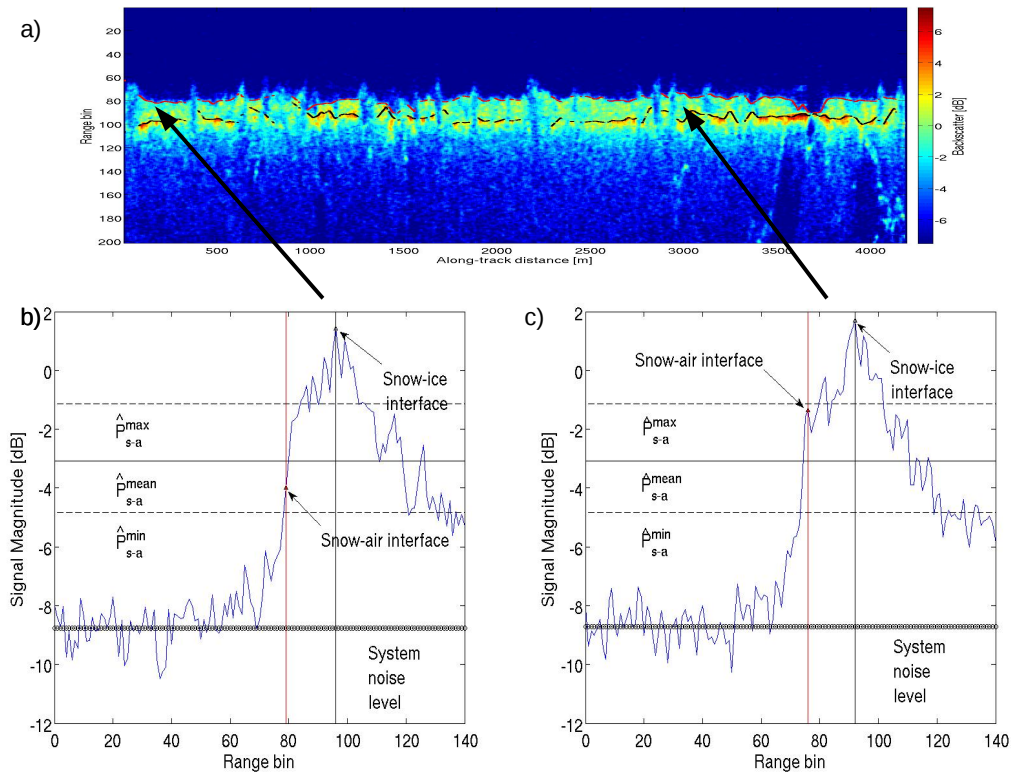 a)
Range bin
20
40
60
80
100
120
140
160
180
200
500
1000
1500
2000
2500
3000
3500
4000
Along-track distance [m]
6
4
2
0
-2
-4
-6
Backscatter [dB]
b)
Signal Magnitude [dB]
2
0
-2
-4
-6
-8
-10
-12
Snow-ice
interface
P̂ max s-a
P̂ mean s-a
P̂ min s-a
Snow-air interface
System
noise
level
0
20
40
60
80
100
120
140
Range bin
c)
Signal Magnitude [dB]
2
0
-2
-4
-6
-8
-10
-12
Snow-air interface
Snow-ice
interface
P̂ max s-a
P̂ mean s-a
P̂ min s-a
System
noise
level
0
20
40
60
80
100
120
140
Range bin